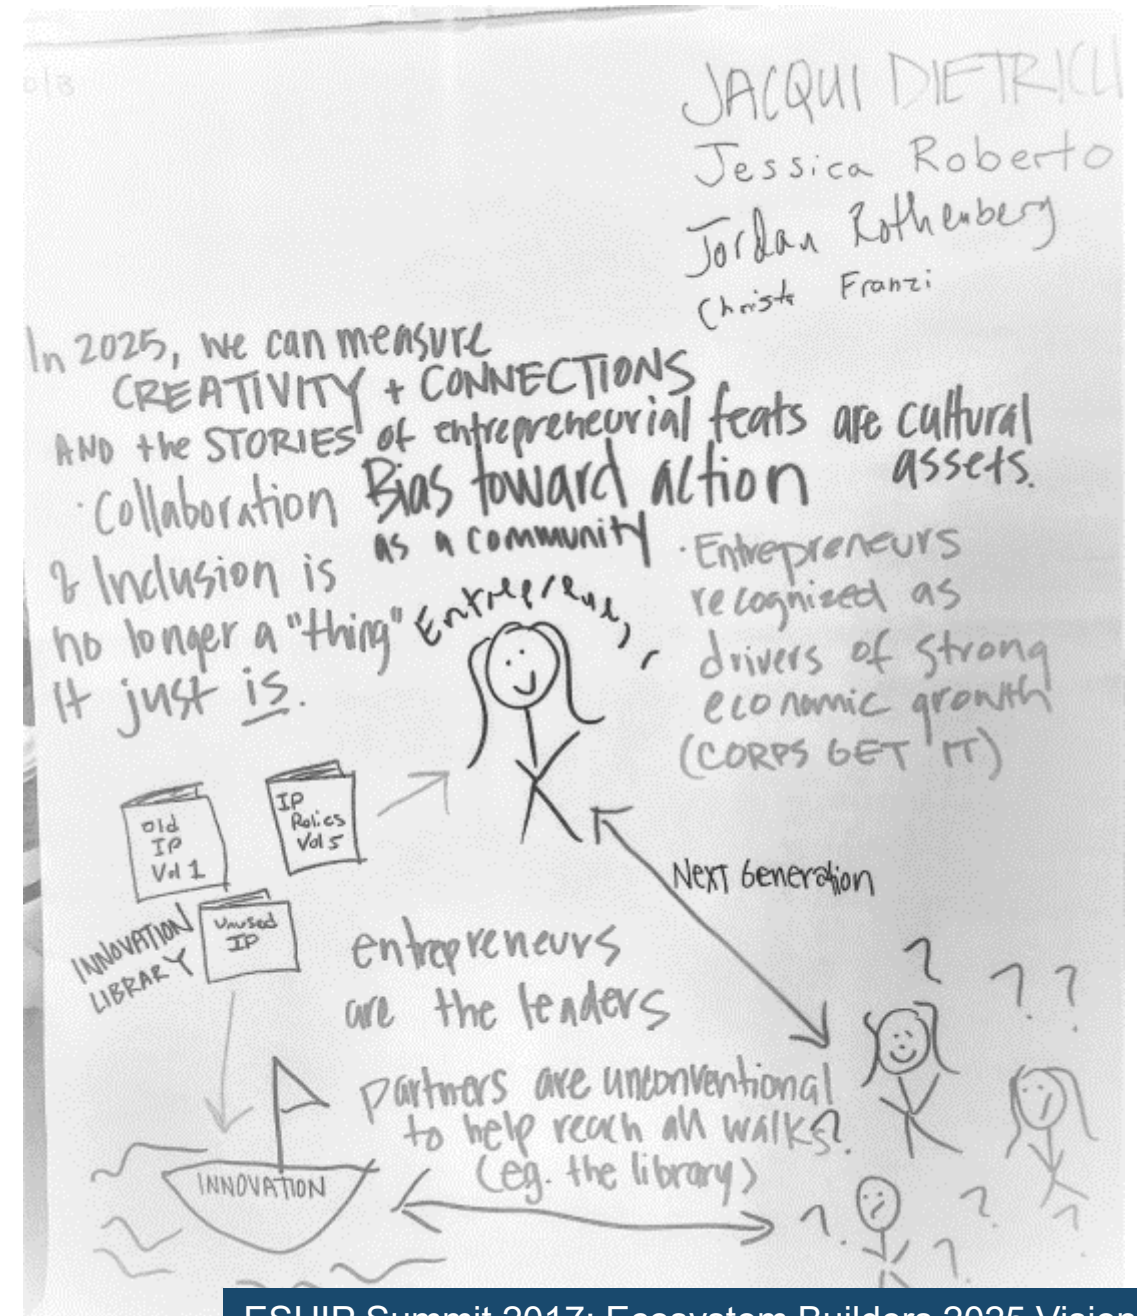 JACQUI DIETRICH
Jessica Roberto
Jordan Rothenberg
Franzi
In 2025, we can measure
CREATIVITY + CONNECTIONS
AND the STORIES of entrepreneurial feats are cultural
assets.
· Collaboration
& Inclusion is
no longer a "thing"
It just is.
Bias toward action
as a community
· Entrepreneurs
recognized as
drivers of strong
economic growth
(CORPS GET IT)
Entrepreneur
Old
IP
Vol 1
IP
Policies
Vol 5
Unused
IP
INNOVATION
LIBRARY
Next Generation
entrepreneurs
are the leaders
partners are unconventional
to help reach all walks.
(eg. the library)
INNOVATION
?
? ?
?
?
?
?
?
ESHIP Summit 2017: Ecosystem Builders 2025 Vision